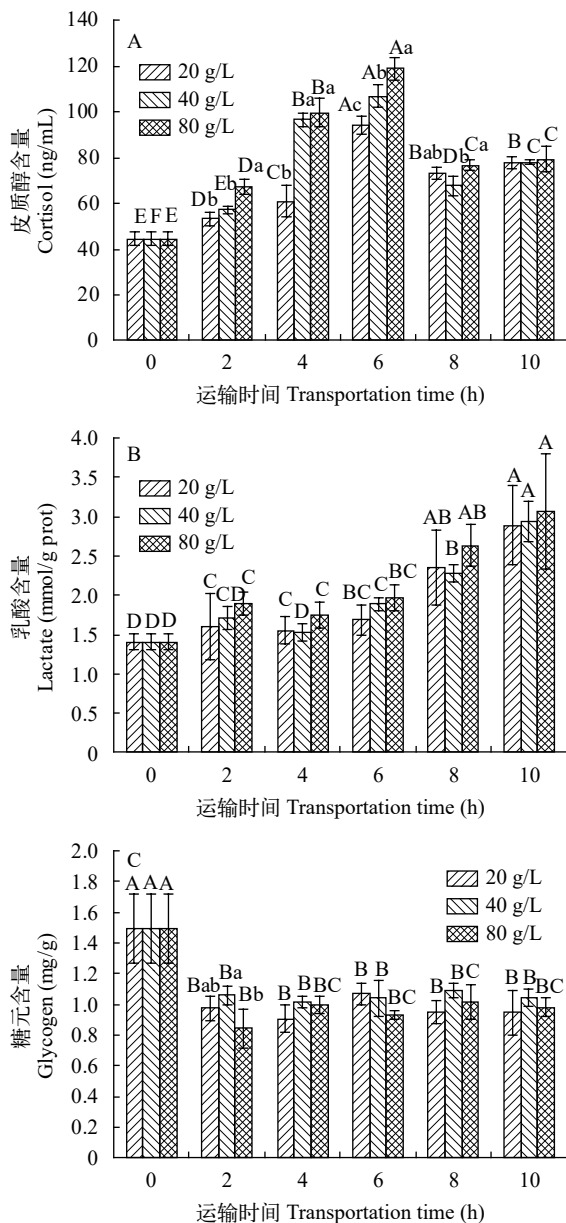 140
A
20 g/L
40 g/L
80 g/L
120
100
80
60
40
20
0
皮质醇含量
Cortisol (ng/mL)
E F E
Db Eb Da
Cb Ba Ba
Ac Ab Aa
Bab Db Ca
B C C
0 2 4 6 8 10
运输时间 Transportation time (h)
B
20 g/L
40 g/L
80 g/L
4.0
3.5
3.0
2.5
2.0
1.5
1.0
0.5
0
乳酸含量
Lactate (mmol/g prot)
D D D
C CD C
C D C
BC C BC
AB B AB
A A A
0 2 4 6 8 10
运输时间 Transportation time (h)
2.0
C
20 g/L
40 g/L
80 g/L
1.8
1.6
1.4
1.2
1.0
0.8
0.6
0.4
0.2
0
糖元含量
Glycogen (mg/g)
A A A
Bab Ba Bb
B B BC
B B BC
B B BC
B B BC
0 2 4 6 8 10
运输时间 Transportation time (h)